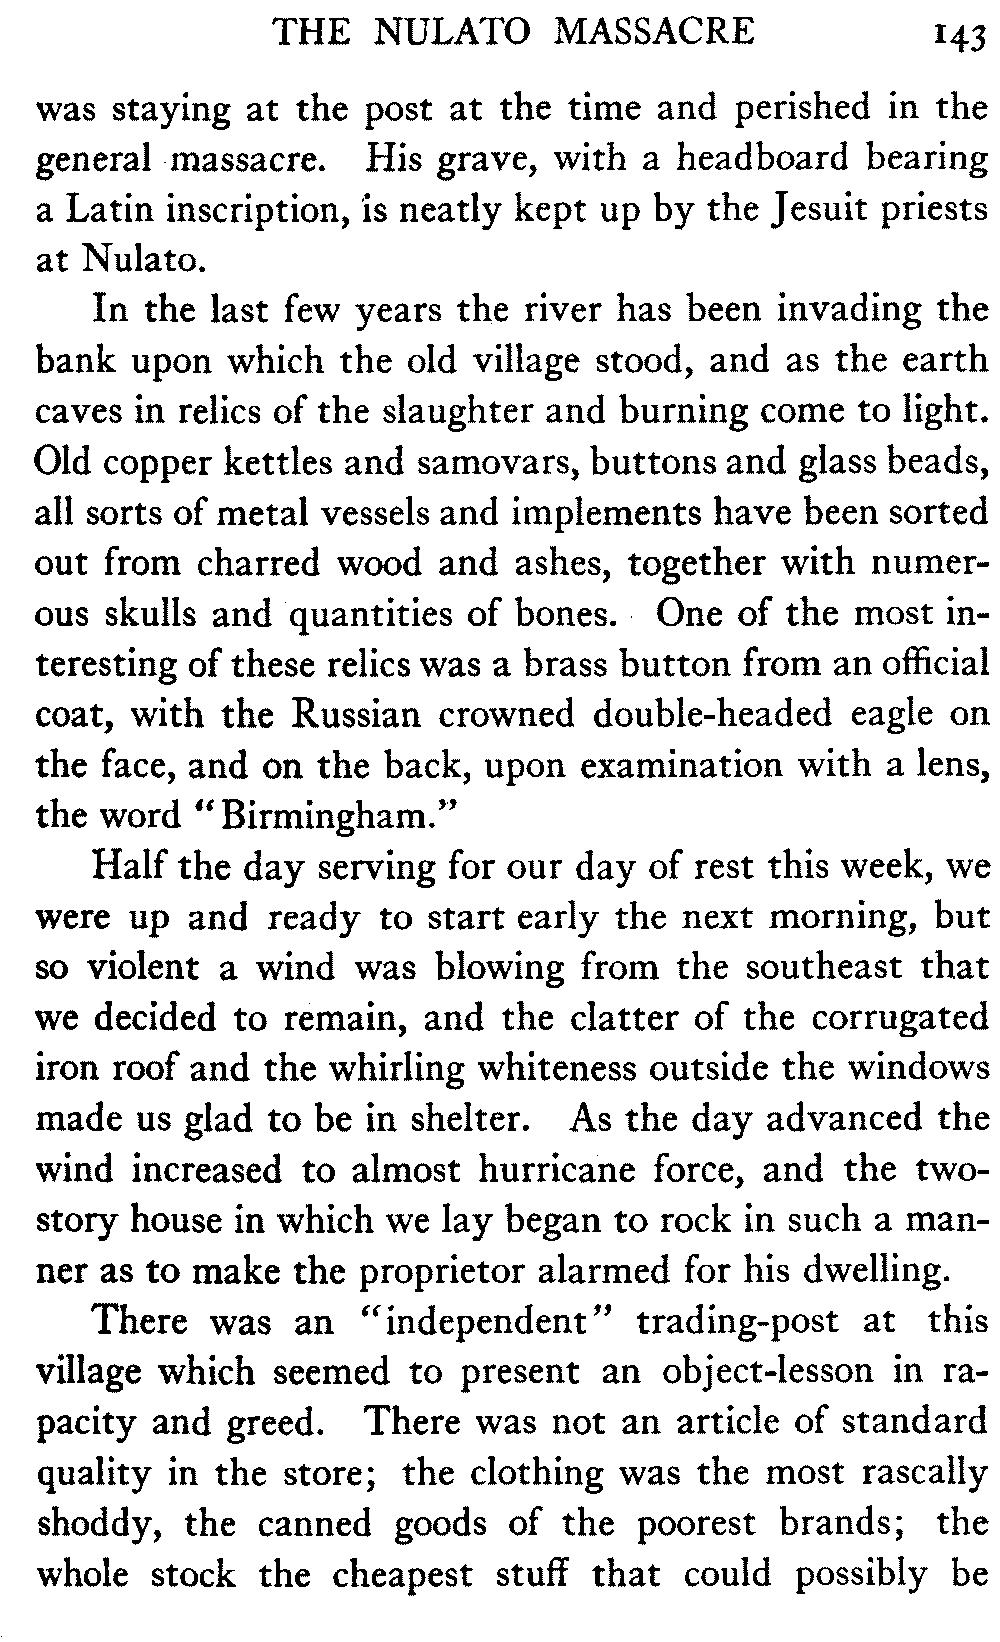 THE NULATO MASSACRE 143
was staying at the post at the time and perished in the
general massacre. His grave, with a headboard bearing
a Latin inscription, is neatly kept up by the Jesuit priests
at Nulato.
In the last few years the river has been invading the
bank upon which the old village stood, and as the earth
caves in relics of the slaughter and burning come to light.
Old copper kettles and samovars, buttons and glass beads,
all sorts of metal vessels and implements have been sorted
out from charred wood and ashes, together with numer-
ous skulls and quantities of bones. One of the most in-
teresting of these relics was a brass button from an official
coat, with the Russian crowned double-headed eagle on
the face, and on the back, upon examination with a lens,
the word "Birmingham."
Half the day serving for our day of rest this week, we
were up and ready to start early the next morning, but
so violent a wind was blowing from the southeast that
we decided to remain, and the clatter of the corrugated
iron roof and the whirling whiteness outside the windows
made us glad to be in shelter. As the day advanced the
wind increased to almost hurricane force, and the two-
story house in which we lay began to rock in such a man-
ner as to make the proprietor alarmed for his dwelling.
There was an "independent" trading-post at this
village which seemed to present an object-lesson in ra-
pacity and greed. There was not an article of standard
quality in the store; the clothing was the most rascally
shoddy, the canned goods of the poorest brands; the
whole stock the cheapest stuff that could possibly be